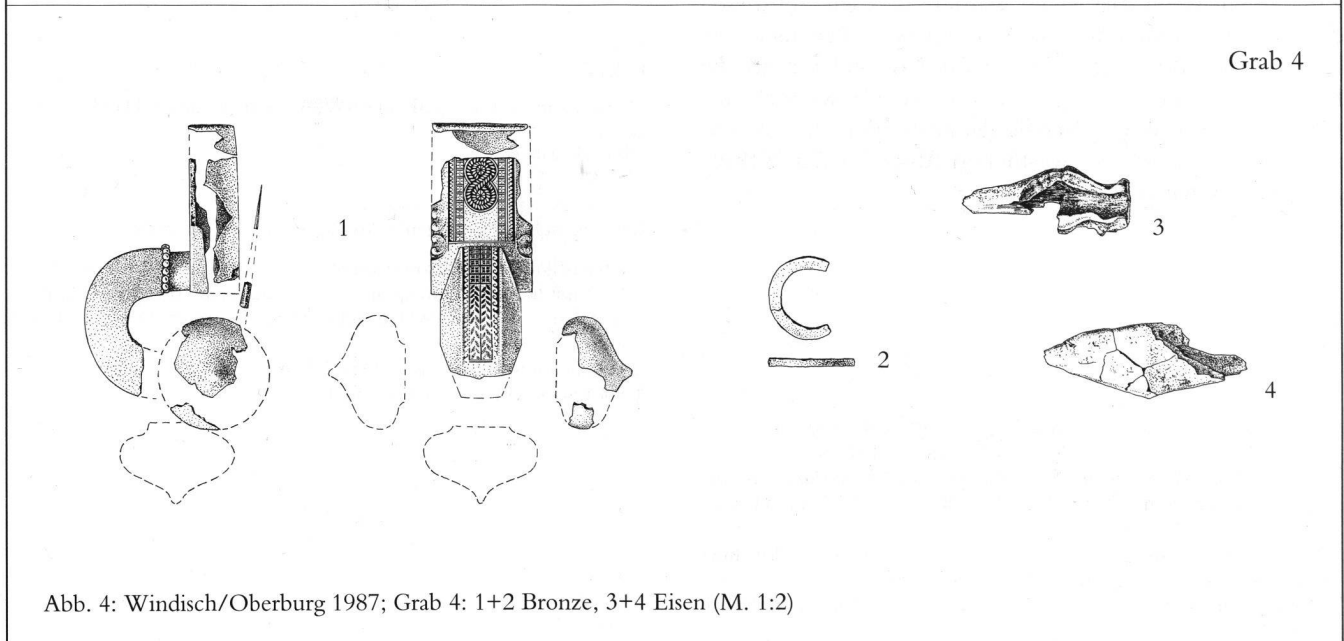 Grab 4
1
2
3
4
Abb. 4: Windisch/Oberburg 1987; Grab 4: 1+2 Bronze, 3+4 Eisen (M. 1:2)